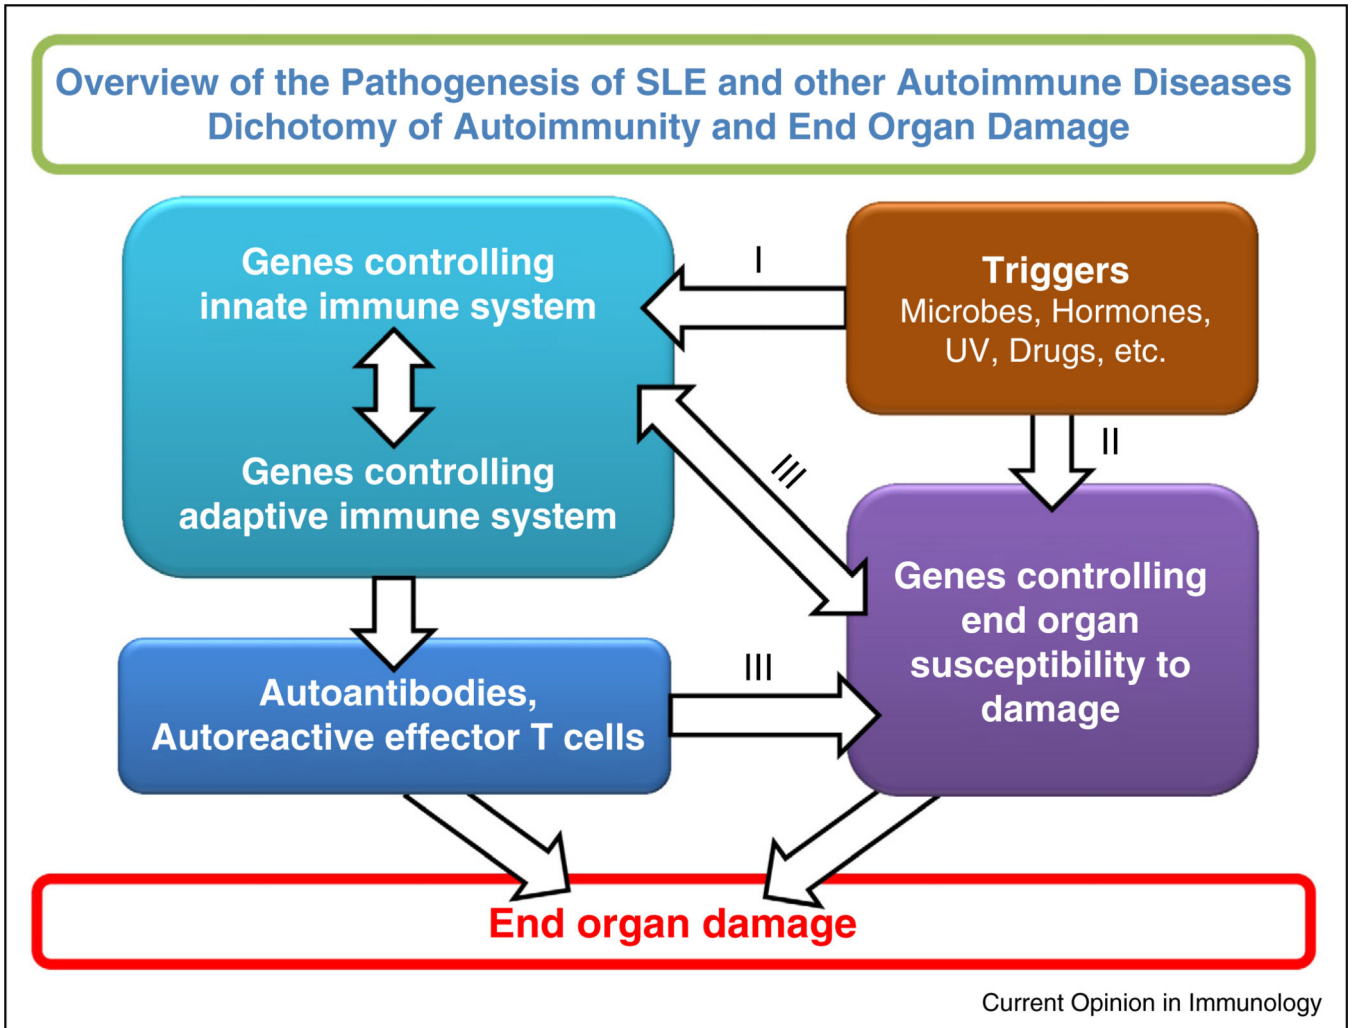 Overview of the Pathogenesis of SLE and other Autoimmune Diseases
Dichotomy of Autoimmunity and End Organ Damage
Genes controlling
innate immune system
Genes controlling
adaptive immune system
I
Triggers
Microbes, Hormones,
UV, Drugs, etc.
II
III
Genes controlling
end organ
susceptibility to
damage
Autoantibodies,
Autoreactive effector T cells
III
End organ damage
Current Opinion in Immunology